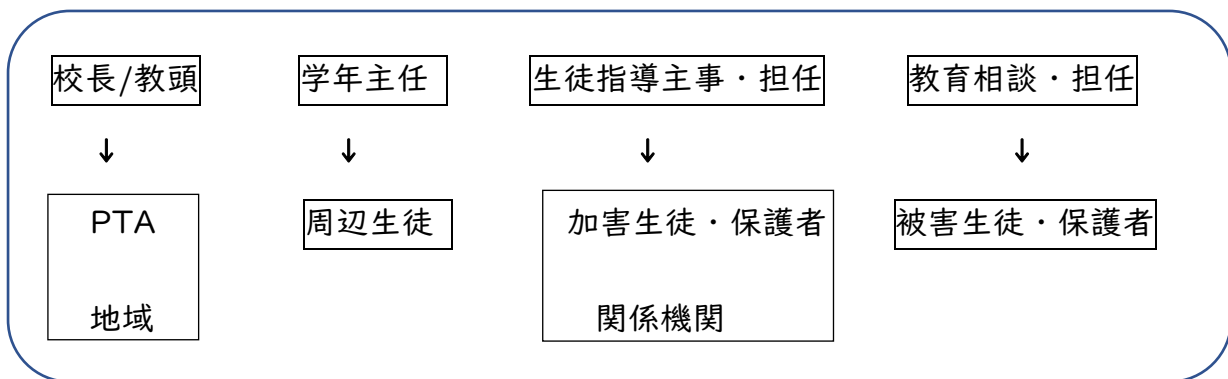 校長/教頭
学年主任
生徒指導主事・担任
教育相談・担任
↓
↓
↓
↓
PTA
周辺生徒
加害生徒・保護者
被害生徒・保護者
地域
関係機関